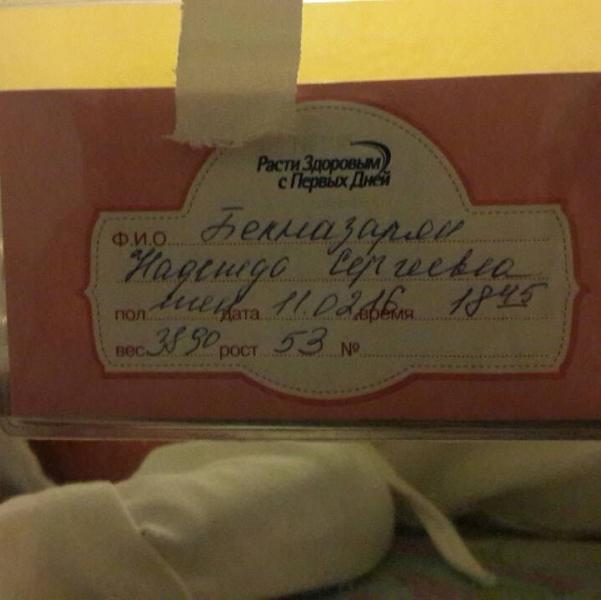 Расти Здоровым
с Первых Дней
Ф.И.О. Бекназарян
Надежда Сергеевна
пол жен дата 11.02.16 время 18 45
вес 3890 рост 53 №